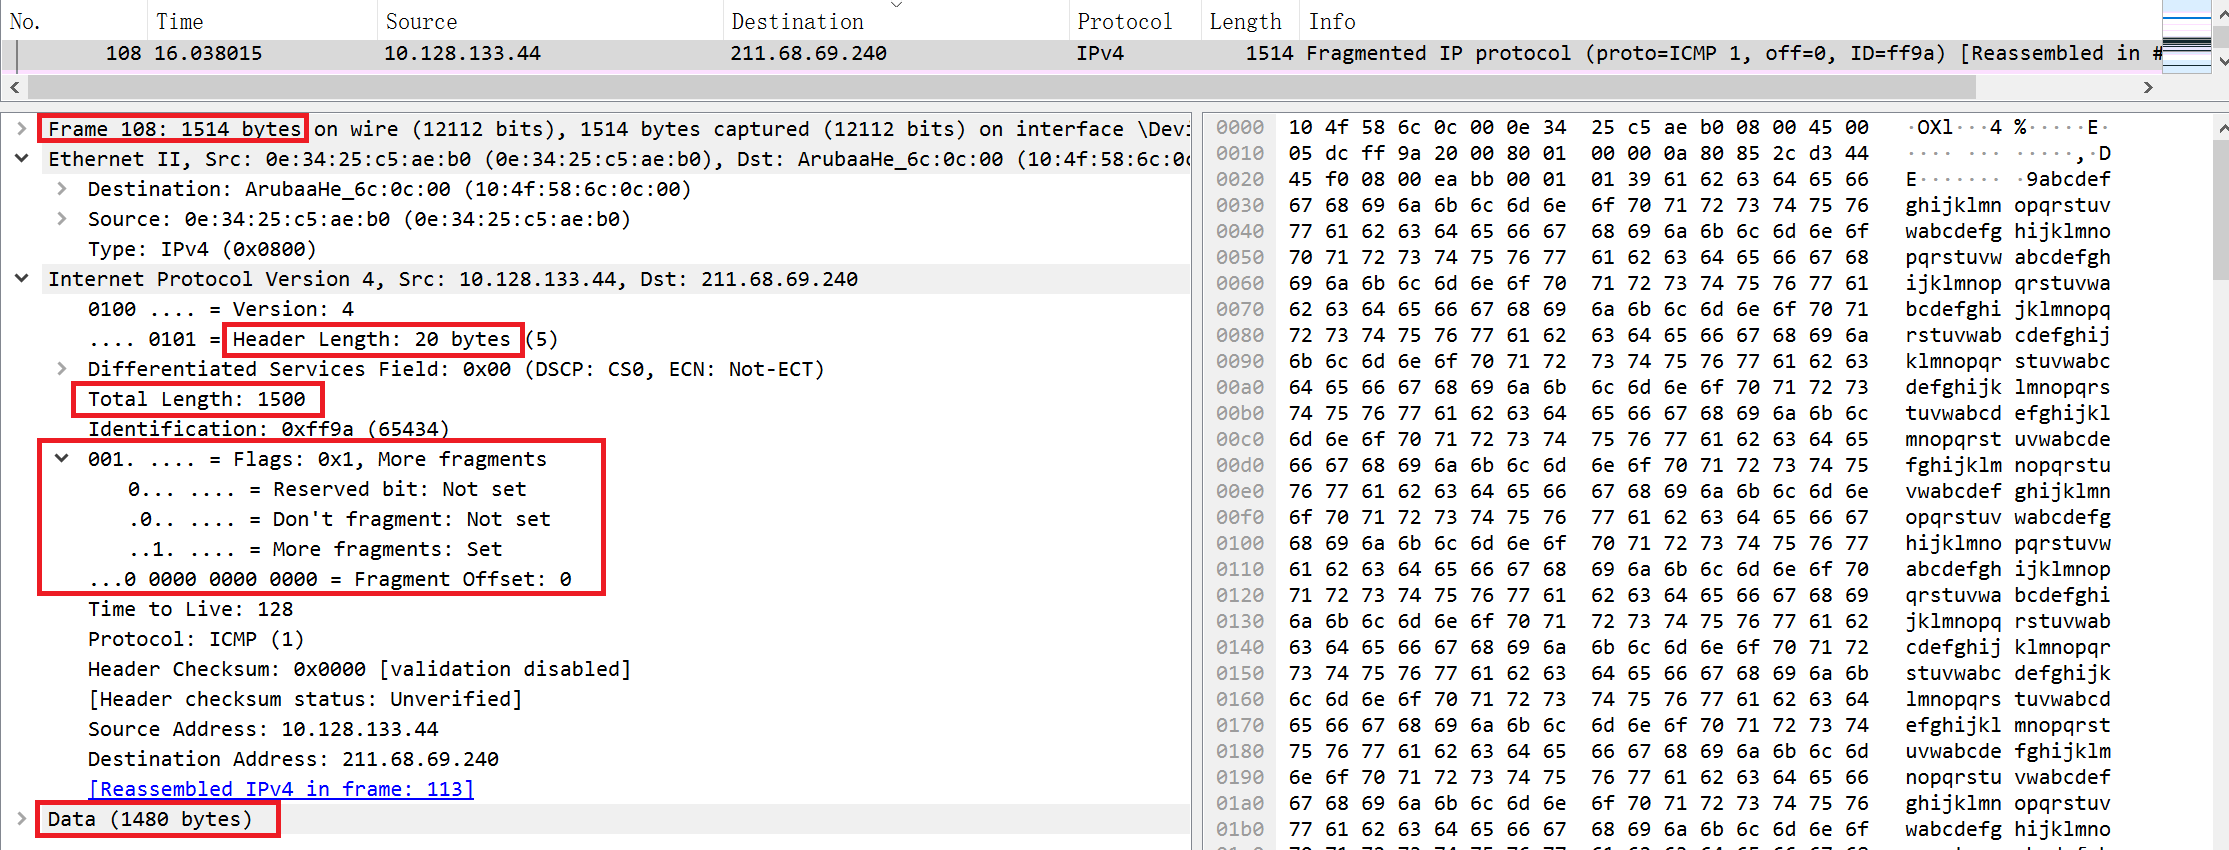 No. Time Source Destination Protocol Length Info
108 16.038015 10.128.133.44 211.68.69.240 IPv4 1514 Fragmented IP protocol (proto=ICMP 1, off=0, ID=ff9a) [Reassembled in #
Frame 108: 1514 bytes on wire (12112 bits), 1514 bytes captured (12112 bits) on interface \Devi
Ethernet II, Src: 0e:34:25:c5:ae:b0 (0e:34:25:c5:ae:b0), Dst: ArubaaHe_6c:0c:00 (10:4f:58:6c:0c
Destination: ArubaaHe_6c:0c:00 (10:4f:58:6c:0c:00)
Source: 0e:34:25:c5:ae:b0 (0e:34:25:c5:ae:b0)
Type: IPv4 (0x0800)
Internet Protocol Version 4, Src: 10.128.133.44, Dst: 211.68.69.240
0100 .... = Version: 4
.... 0101 = Header Length: 20 bytes (5)
Differentiated Services Field: 0x00 (DSCP: CS0, ECN: Not-ECT)
Total Length: 1500
Identification: 0xff9a (65434)
001. .... = Flags: 0x1, More fragments
0... .... = Reserved bit: Not set
.0.. .... = Don't fragment: Not set
..1. .... = More fragments: Set
...0 0000 0000 0000 = Fragment Offset: 0
Time to Live: 128
Protocol: ICMP (1)
Header Checksum: 0x0000 [validation disabled]
[Header checksum status: Unverified]
Source Address: 10.128.133.44
Destination Address: 211.68.69.240
[Reassembled IPv4 in frame: 113]
Data (1480 bytes)
0000 10 4f 58 6c 0c 00 0e 34 25 c5 ae b0 08 00 45 00 ·OXl···4 %·····E·
0010 05 dc ff 9a 20 00 80 01 00 00 0a 80 85 2c d3 44 ···· ··· ·····,·D
0020 45 f0 08 00 ea bb 00 01 01 39 61 62 63 64 65 66 E······· ·9abcdef
0030 67 68 69 6a 6b 6c 6d 6e 6f 70 71 72 73 74 75 76 ghijklmn opqrstuv
0040 77 61 62 63 64 65 66 67 68 69 6a 6b 6c 6d 6e 6f wabcdefg hijklmno
0050 70 71 72 73 74 75 76 77 61 62 63 64 65 66 67 68 pqrstuvw abcdefgh
0060 69 6a 6b 6c 6d 6e 6f 70 71 72 73 74 75 76 77 61 ijklmnop qrstuvwa
0070 62 63 64 65 66 67 68 69 6a 6b 6c 6d 6e 6f 70 71 bcdefghi jklmnopq
0080 72 73 74 75 76 77 61 62 63 64 65 66 67 68 69 6a rstuvwab cdefghij
0090 6b 6c 6d 6e 6f 70 71 72 73 74 75 76 77 61 62 63 klmnopqr stuvwabc
00a0 64 65 66 67 68 69 6a 6b 6c 6d 6e 6f 70 71 72 73 defghijk lmnopqrs
00b0 74 75 76 77 61 62 63 64 65 66 67 68 69 6a 6b 6c tuvwabcd efghijkl
00c0 6d 6e 6f 70 71 72 73 74 75 76 77 61 62 63 64 65 mnopqrst uvwabcde
00d0 66 67 68 69 6a 6b 6c 6d 6e 6f 70 71 72 73 74 75 fghijklm nopqrstu
00e0 76 77 61 62 63 64 65 66 67 68 69 6a 6b 6c 6d 6e vwabcdef ghijklmn
00f0 6f 70 71 72 73 74 75 76 77 61 62 63 64 65 66 67 opqrstuv wabcdefg
0100 68 69 6a 6b 6c 6d 6e 6f 70 71 72 73 74 75 76 77 hijklmno pqrstuvw
0110 61 62 63 64 65 66 67 68 69 6a 6b 6c 6d 6e 6f 70 abcdefgh ijklmnop
0120 71 72 73 74 75 76 77 61 62 63 64 65 66 67 68 69 qrstuvwa bcdefghi
0130 6a 6b 6c 6d 6e 6f 70 71 72 73 74 75 76 77 61 62 jklmnopq rstuvwab
0140 63 64 65 66 67 68 69 6a 6b 6c 6d 6e 6f 70 71 72 cdefghij klmnopqr
0150 73 74 75 76 77 61 62 63 64 65 66 67 68 69 6a 6b stuvwabc defghijk
0160 6c 6d 6e 6f 70 71 72 73 74 75 76 77 61 62 63 64 lmnopqrs tuvwabcd
0170 65 66 67 68 69 6a 6b 6c 6d 6e 6f 70 71 72 73 74 efghijkl mnopqrst
0180 75 76 77 61 62 63 64 65 66 67 68 69 6a 6b 6c 6d uvwabcde fghijklm
0190 6e 6f 70 71 72 73 74 75 76 77 61 62 63 64 65 66 nopqrstu vwabcdef
01a0 67 68 69 6a 6b 6c 6d 6e 6f 70 71 72 73 74 75 76 ghijklmn opqrstuv
01b0 77 61 62 63 64 65 66 67 68 69 6a 6b 6c 6d 6e 6f wabcdefg hijklmno